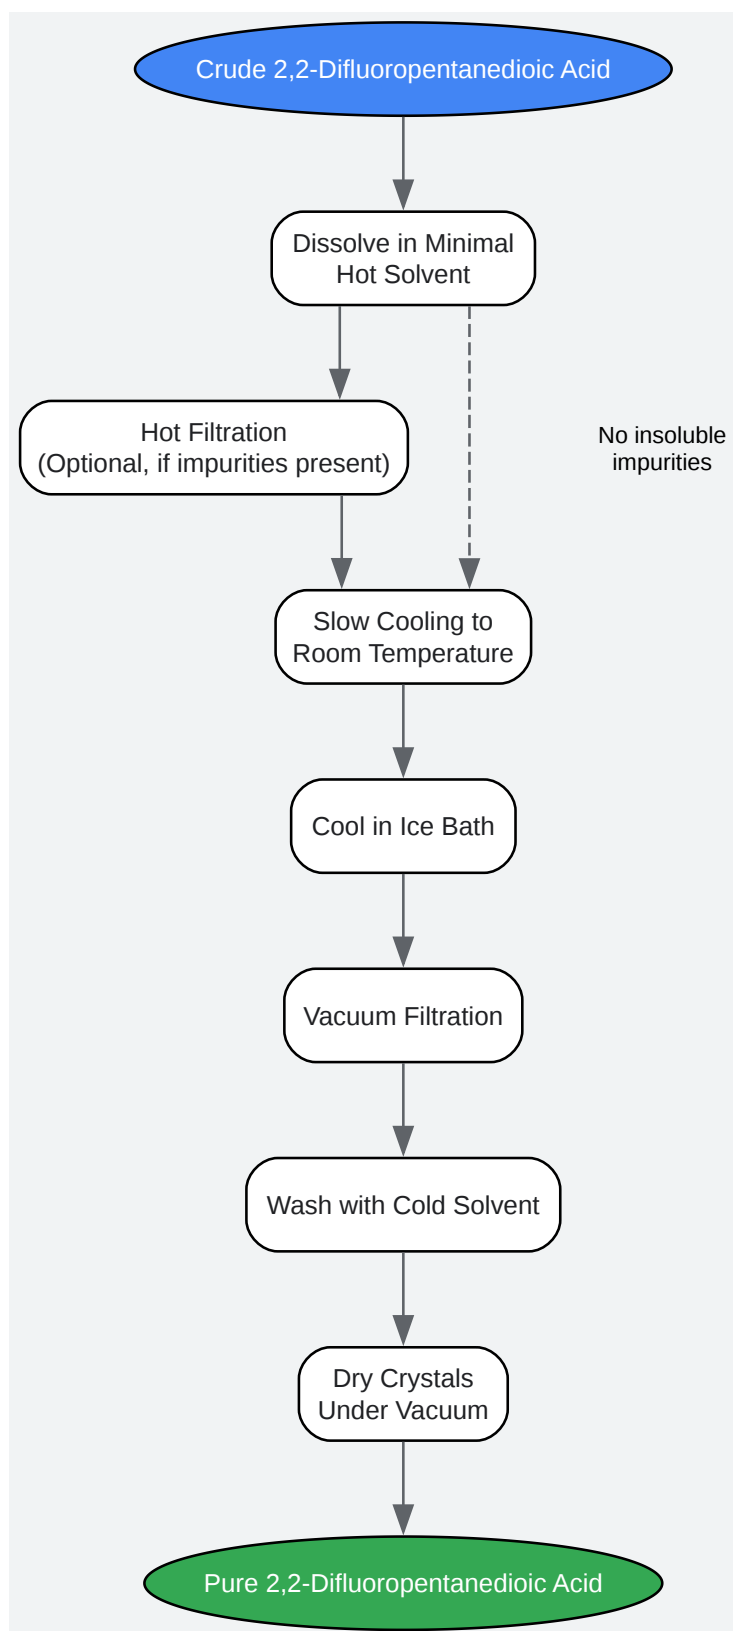 Crude 2,2-Difluoropentanedioic Acid
Dissolve in Minimal
Hot Solvent
Hot Filtration
(Optional, if impurities present)
No insoluble
impurities
Slow Cooling to
Room Temperature
Cool in Ice Bath
Vacuum Filtration
Wash with Cold Solvent
Dry Crystals
Under Vacuum
Pure 2,2-Difluoropentanedioic Acid